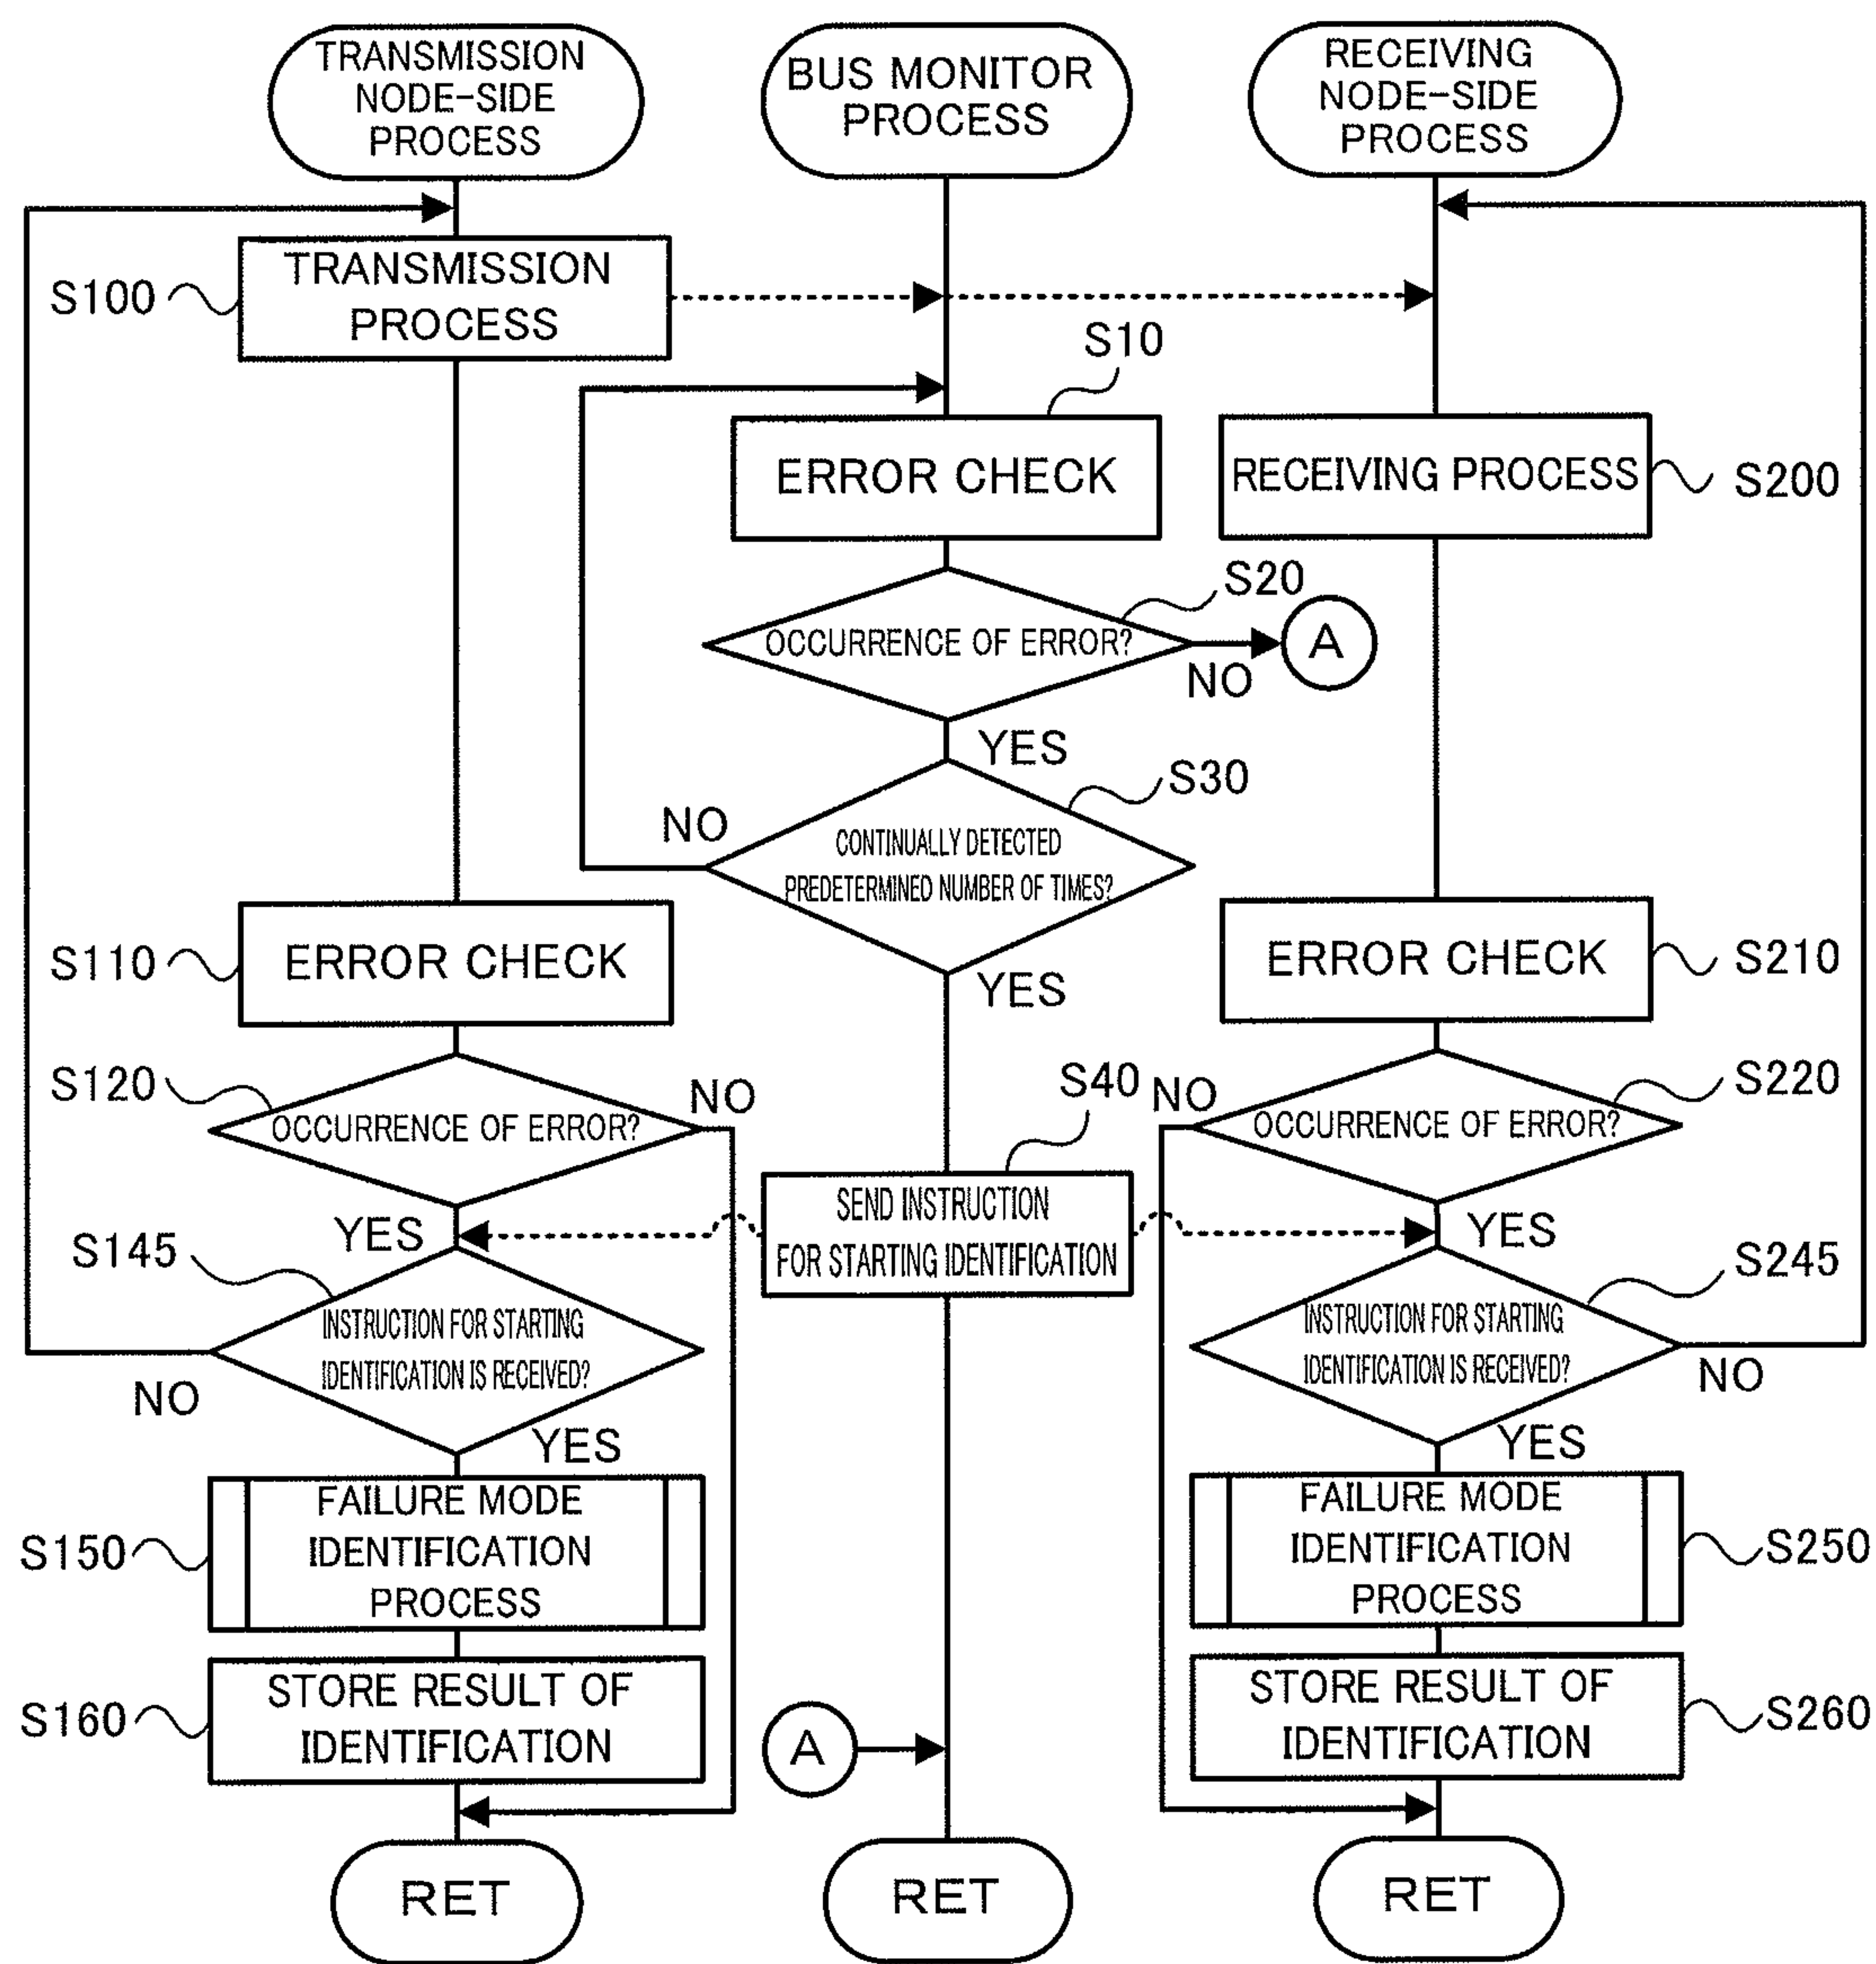 TRANSMISSION
NODE-SIDE
PROCESS
BUS MONITOR
PROCESS
RECEIVING
NODE-SIDE
PROCESS
S100
TRANSMISSION
PROCESS
S10
ERROR CHECK
RECEIVING PROCESS
S200
S20
OCCURRENCE OF ERROR?
NO
A
YES
S30
NO
CONTINUALLY DETECTED
PREDETERMINED NUMBER OF TIMES?
YES
S110
ERROR CHECK
ERROR CHECK
S210
S120
OCCURRENCE OF ERROR?
NO
YES
S40
SEND INSTRUCTION
FOR STARTING IDENTIFICATION
NO
OCCURRENCE OF ERROR?
S220
YES
S145
INSTRUCTION FOR STARTING
IDENTIFICATION IS RECEIVED?
NO
YES
S245
INSTRUCTION FOR STARTING
IDENTIFICATION IS RECEIVED?
NO
YES
S150
FAILURE MODE
IDENTIFICATION
PROCESS
FAILURE MODE
IDENTIFICATION
PROCESS
S250
S160
STORE RESULT OF
IDENTIFICATION
A
STORE RESULT OF
IDENTIFICATION
S260
RET
RET
RET